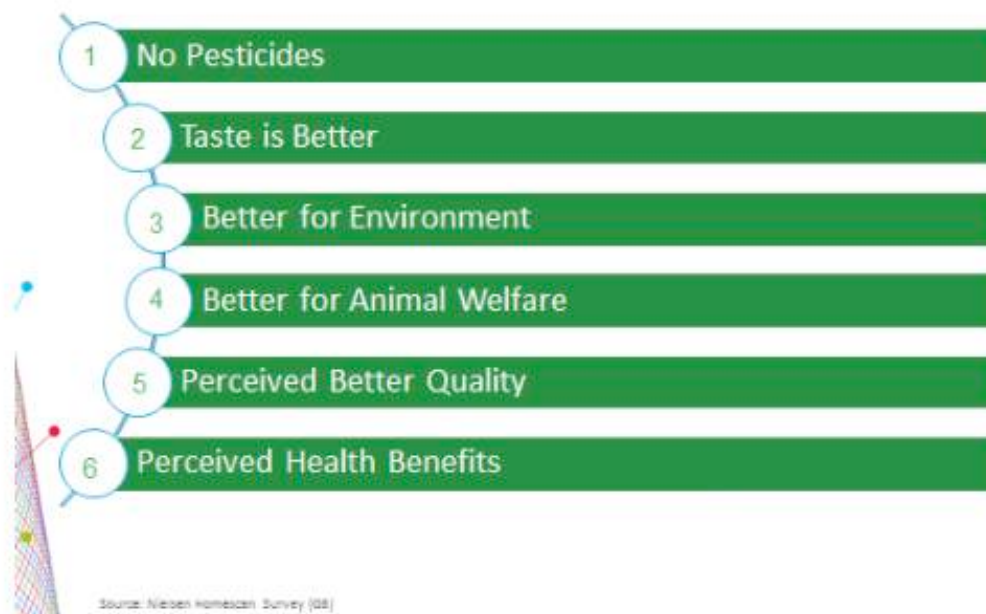 1 No Pesticides
2 Taste is Better
3 Better for Environment
4 Better for Animal Welfare
5 Perceived Better Quality
6 Perceived Health Benefits
Source: Nielsen Homescan Survey (GB)